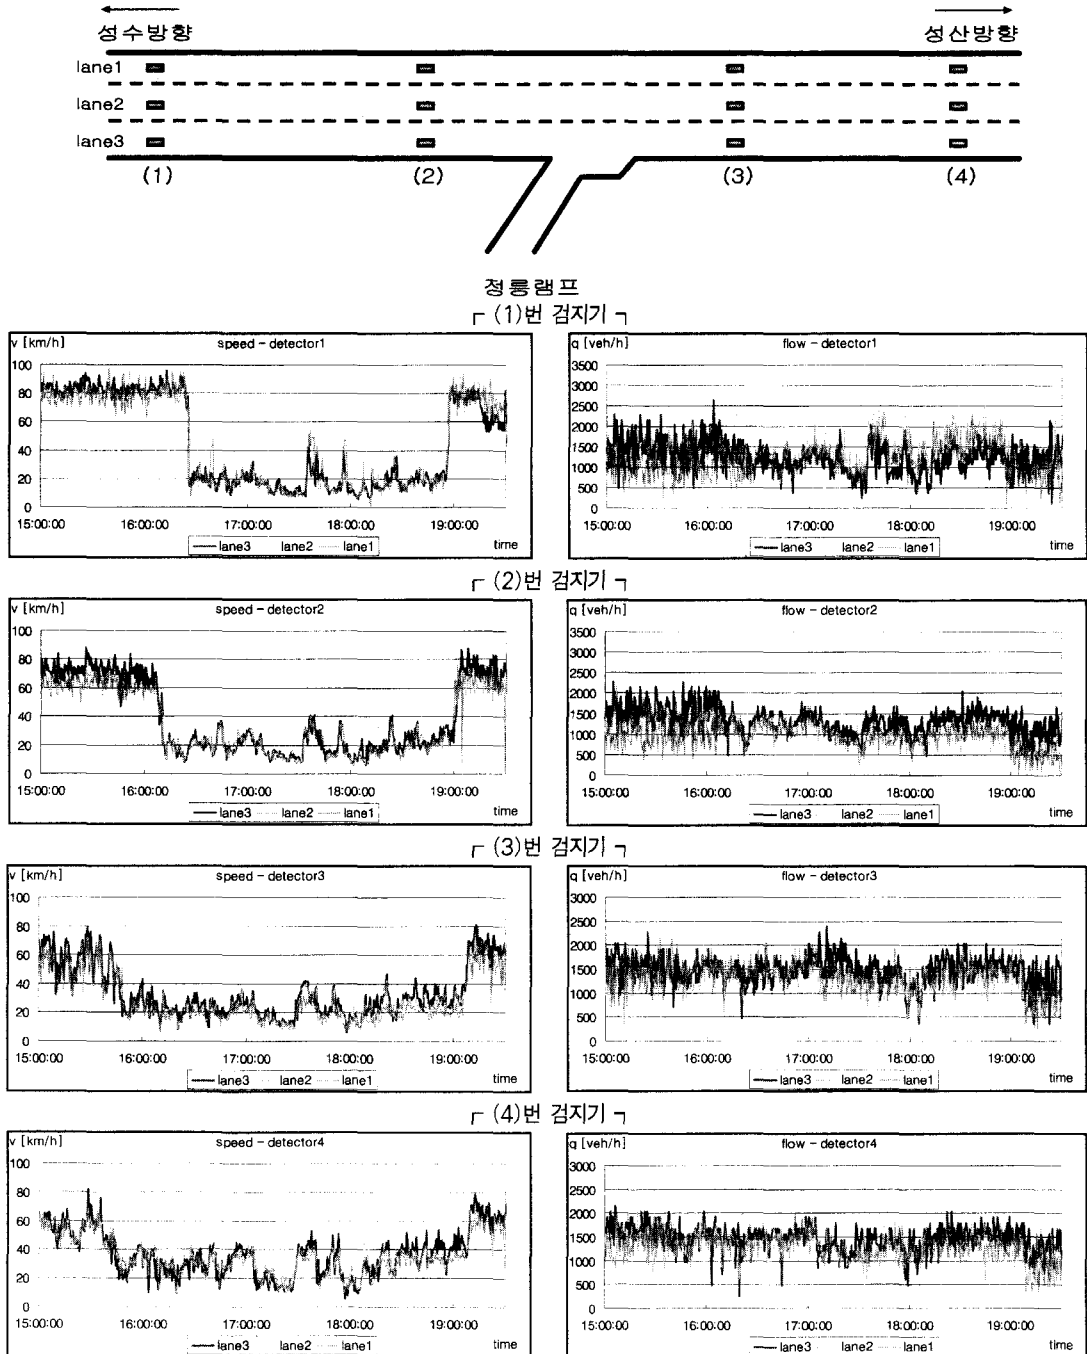 성수방향 성산방향
lane1
lane2
lane3
(1) (2) (3) (4)
정릉램프
┌ (1)번 검지기 ┐
v [km/h] speed - detector1
100
80
60
40
20
0
15:00:00 16:00:00 17:00:00 18:00:00 19:00:00
lane3 lane2 lane1 time
q [veh/h] flow - detector1
3500
3000
2500
2000
1500
1000
500
0
15:00:00 16:00:00 17:00:00 18:00:00 19:00:00
lane3 lane2 lane1 time
┌ (2)번 검지기 ┐
v [km/h] speed - detector2
100
80
60
40
20
0
15:00:00 16:00:00 17:00:00 18:00:00 19:00:00
lane3 lane2 lane1 time
q [veh/h] flow - detector2
3500
3000
2500
2000
1500
1000
500
0
15:00:00 16:00:00 17:00:00 18:00:00 19:00:00
lane3 lane2 lane1 time
┌ (3)번 검지기 ┐
v [km/h] speed - detector3
100
80
60
40
20
0
15:00:00 16:00:00 17:00:00 18:00:00 19:00:00
lane3 lane2 lane1 time
q [veh/h] flow - detector3
3000
2500
2000
1500
1000
500
0
15:00:00 16:00:00 17:00:00 18:00:00 19:00:00
lane3 lane2 lane1 time
┌ (4)번 검지기 ┐
v [km/h] speed - detector4
100
80
60
40
20
0
15:00:00 16:00:00 17:00:00 18:00:00 19:00:00
lane3 lane2 lane1 time
q [veh/h] flow - detector4
3000
2500
2000
1500
1000
500
0
15:00:00 16:00:00 17:00:00 18:00:00 19:00:00
lane3 lane2 lane1 time